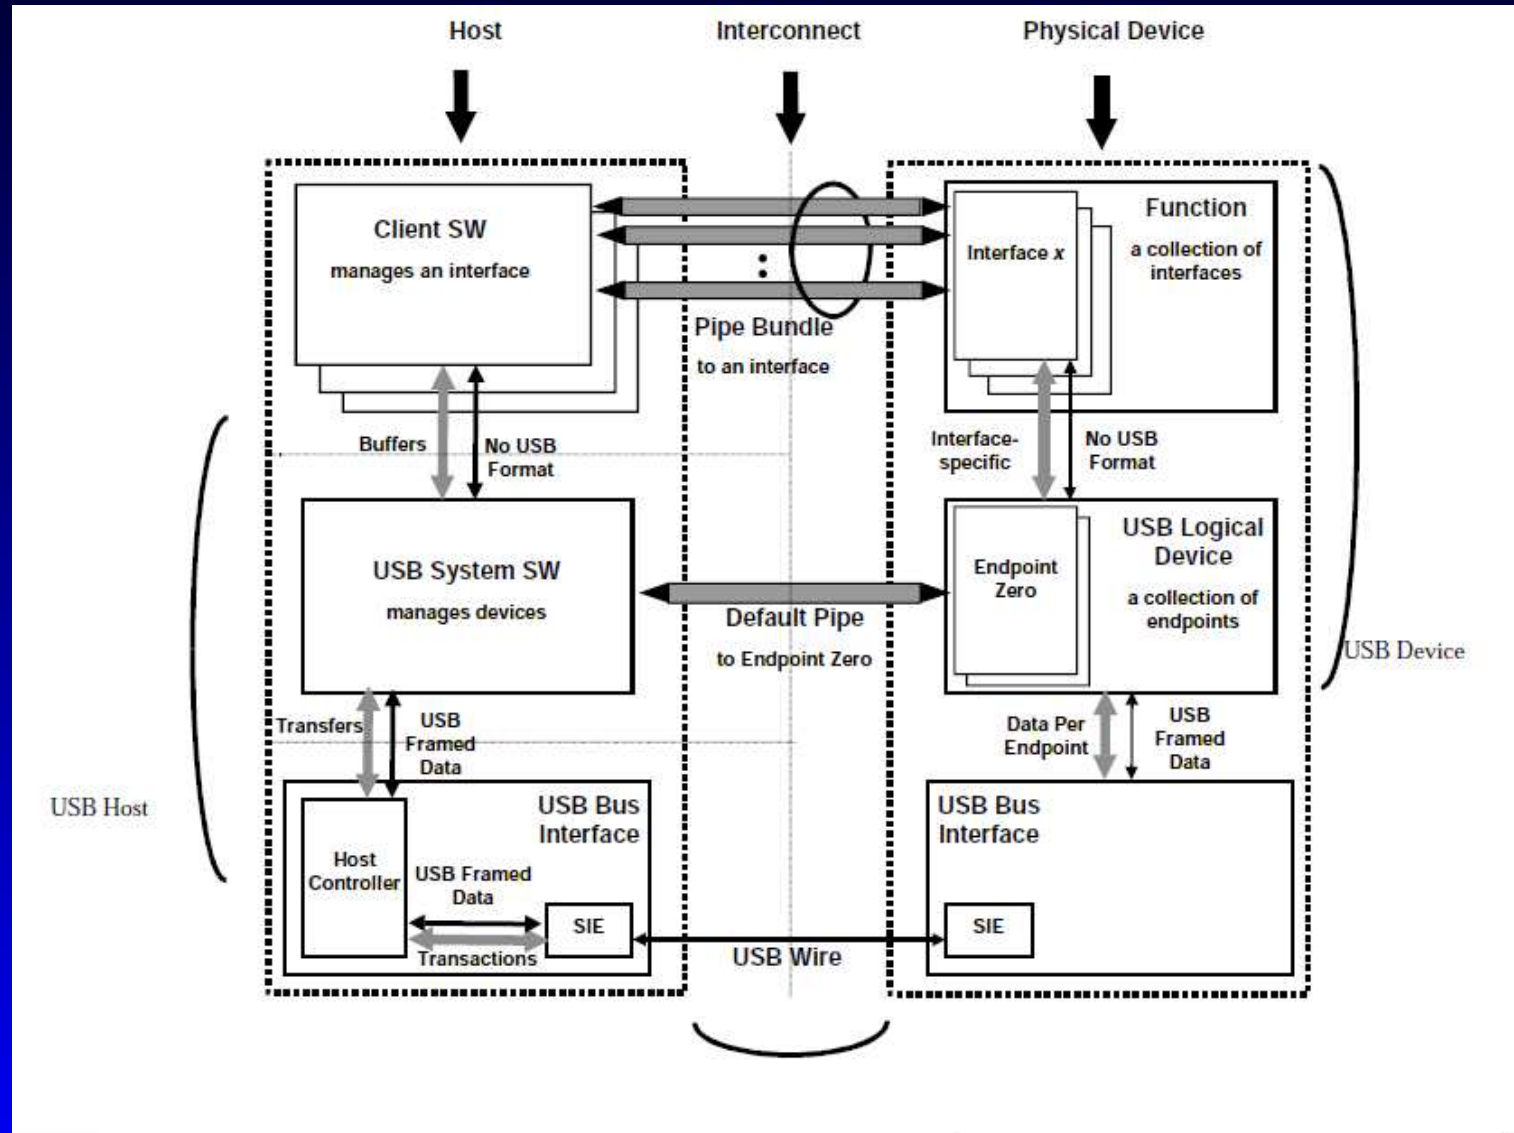 Host
Interconnect
Physical Device
Client SW
manages an interface
Pipe Bundle
to an interface
Interface x
Function
a collection of
interfaces
Buffers
No USB
Format
Interface-
specific
No USB
Format
USB System SW
manages devices
Default Pipe
to Endpoint Zero
Endpoint
Zero
USB Logical
Device
a collection of
endpoints
USB Device
Transfers
USB
Framed
Data
Data Per
Endpoint
USB
Framed
Data
USB Host
USB Bus
Interface
Host
Controller
USB Framed
Data
SIE
Transactions
USB Wire
USB Bus
Interface
SIE